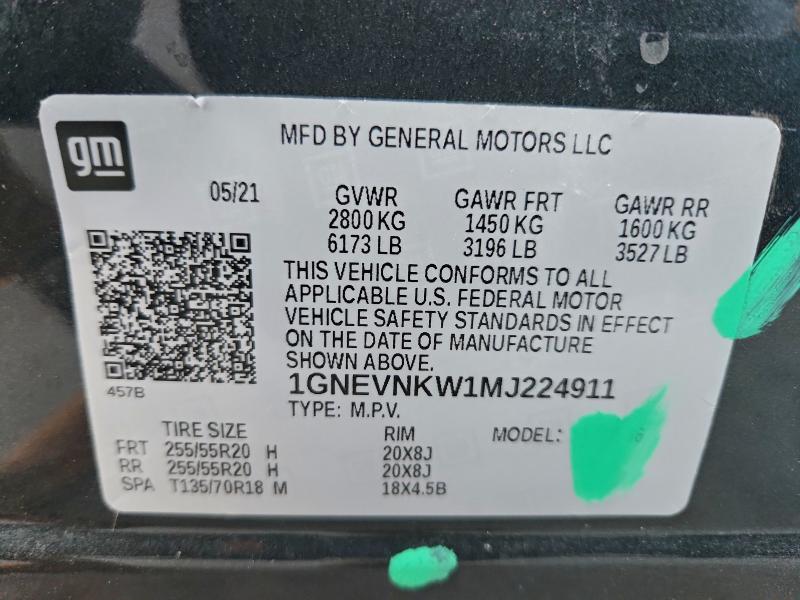 gm
MFD BY GENERAL MOTORS LLC
05/21 GVWR GAWR FRT GAWR RR
2800 KG 1450 KG 1600 KG
6173 LB 3196 LB 3527 LB
THIS VEHICLE CONFORMS TO ALL
APPLICABLE U.S. FEDERAL MOTOR
VEHICLE SAFETY STANDARDS IN EFFECT
ON THE DATE OF MANUFACTURE
SHOWN ABOVE.
457B
1GNEVNKW1MJ224911
TYPE: M.P.V.
TIRE SIZE RIM MODEL:
FRT 255/55R20 H 20X8J
RR 255/55R20 H 20X8J
SPA T135/70R18 M 18X4.5B